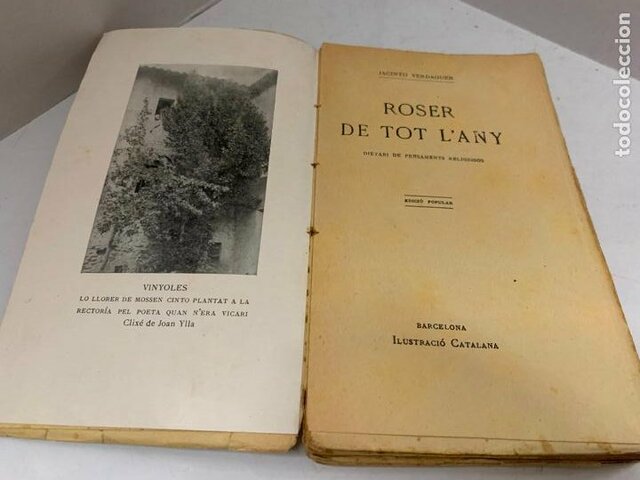 VINYOLES
LO LLORER DE MOSSEN CINTO PLANTAT A LA
RECTORÍA PEL POETA QUAN N'ERA VICARI
Clixé de Joan Ylla
JACINTO VERDAGUER
ROSER
DE TOT L'ANY
DIETARI DE PENSAMENTS RELIGIOSOS
EDICIÓ POPULAR
BARCELONA
ILUSTRACIÓ CATALANA
todocoleccion